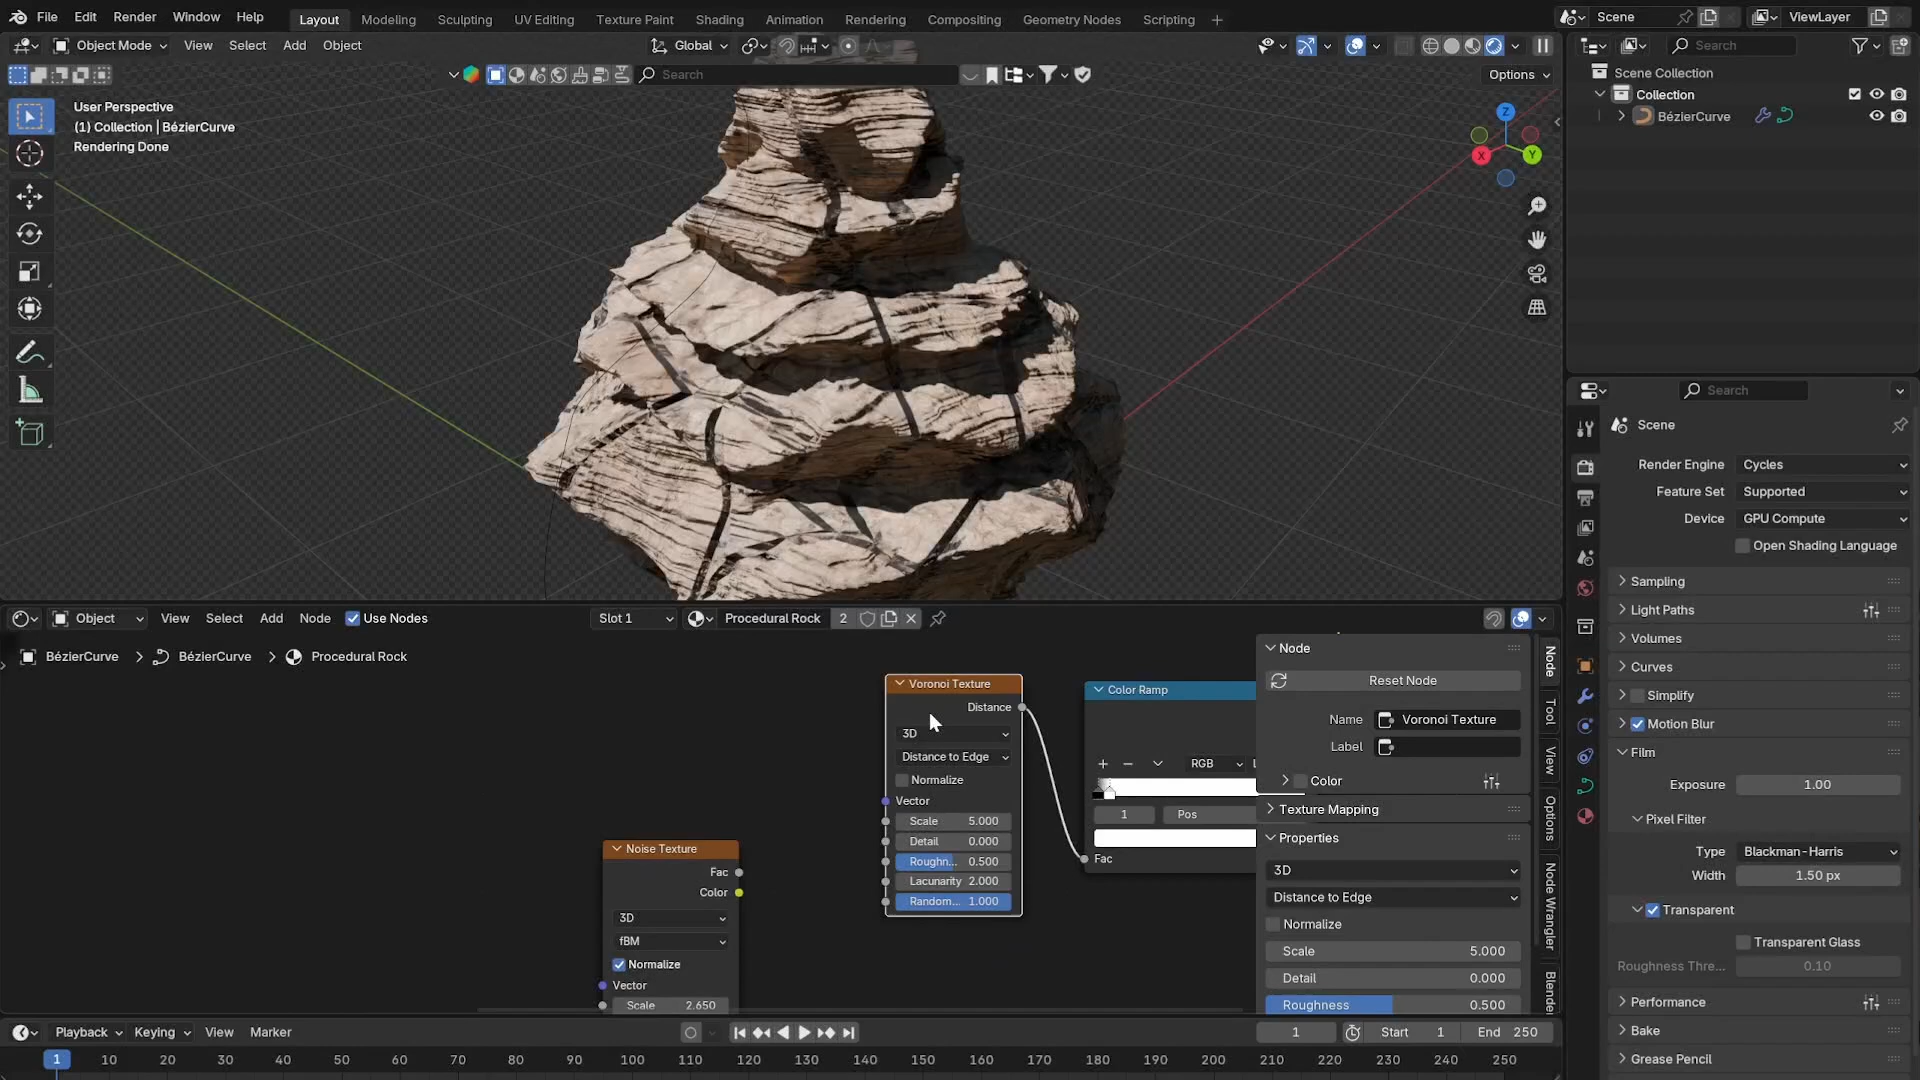 File Edit Render Window Help Layout Modeling Sculpting UV Editing Texture Paint Shading Animation Rendering Compositing Geometry Nodes Scripting + Scene ViewLayer
Object Mode View Select Add Object Global Search
Search Options
User Perspective
(1) Collection | BézierCurve
Rendering Done
Z
X
Y
Scene Collection
Collection
BézierCurve
Search
Scene
Render Engine Cycles
Feature Set Supported
Device GPU Compute
Open Shading Language
Sampling
Light Paths
Volumes
Curves
Simplify
Motion Blur
Film
Exposure 1.00
Pixel Filter
Type Blackman-Harris
Width 1.50 px
Transparent
Transparent Glass
Roughness Thre... 0.10
Performance
Bake
Grease Pencil
Object View Select Add Node Use Nodes Slot 1 Procedural Rock 2
BézierCurve > BézierCurve > Procedural Rock
Voronoi Texture
Distance
3D
Distance to Edge
Normalize
Vector
Scale 5.000
Detail 0.000
Roughn... 0.500
Lacunarity 2.000
Random... 1.000
Color Ramp
RGB
1 Pos
Fac
Noise Texture
Fac
Color
3D
fBM
Normalize
Vector
Scale 2.650
Node
Reset Node
Name Voronoi Texture
Label
Color
Texture Mapping
Properties
3D
Distance to Edge
Normalize
Scale 5.000
Detail 0.000
Roughness 0.500
Node
Tool
View
Options
Node Wrangler
Blende
Playback Keying View Marker 1 Start 1 End 250
1 10 20 30 40 50 60 70 80 90 100 110 120 130 140 150 160 170 180 190 200 210 220 230 240 250